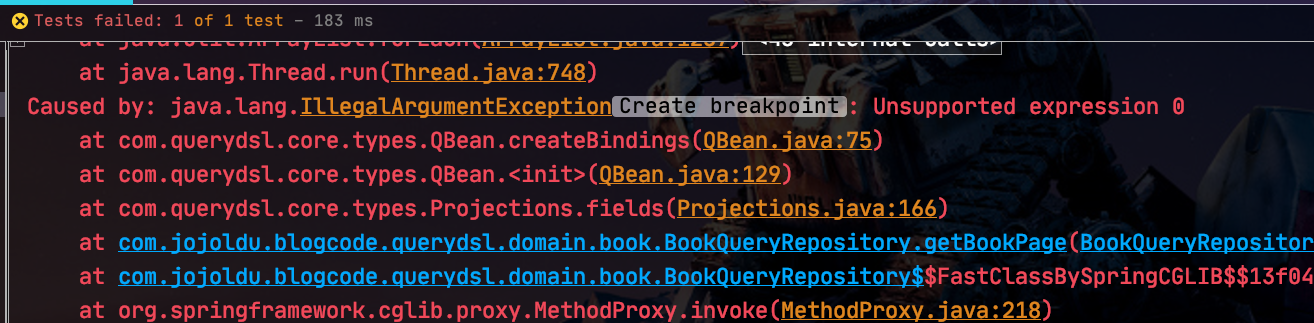 Tests failed: 1 of 1 test – 183 ms
at java.util.ArrayList.forEach(ArrayList.java:1257) <40 internal calls>
at java.lang.Thread.run(Thread.java:748)
Caused by: java.lang.IllegalArgumentException Create breakpoint : Unsupported expression 0
at com.querydsl.core.types.QBean.createBindings(QBean.java:75)
at com.querydsl.core.types.QBean.<init>(QBean.java:129)
at com.querydsl.core.types.Projections.fields(Projections.java:166)
at com.jojoldu.blogcode.querydsl.domain.book.BookQueryRepository.getBookPage(BookQueryRepositor
at com.jojoldu.blogcode.querydsl.domain.book.BookQueryRepository$$FastClassBySpringCGLIB$$13f04
at org.springframework.cglib.proxy.MethodProxy.invoke(MethodProxy.java:218)